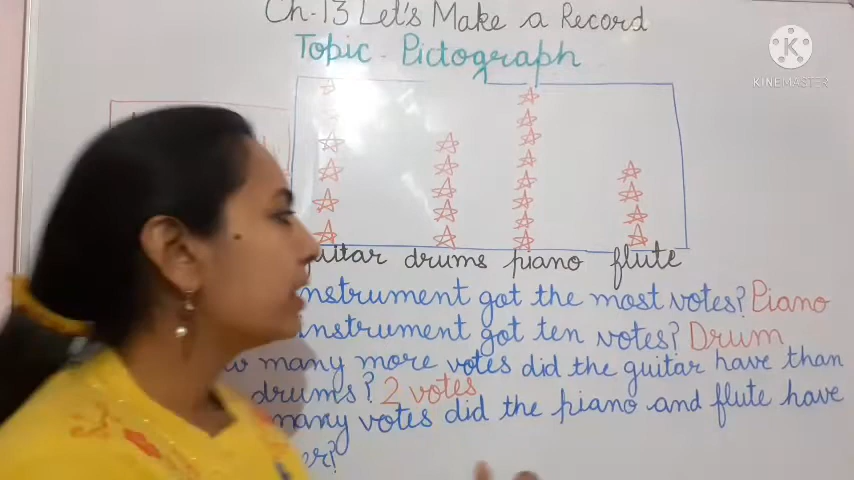 Ch-13 Let's Make a Record
Topic - Pictograph
KINEMASTER
guitar drums piano flute
instrument got the most votes? Piano
instrument got ten votes? Drum
many more votes did the guitar have than
drums? 2 votes
many votes did the piano and flute have